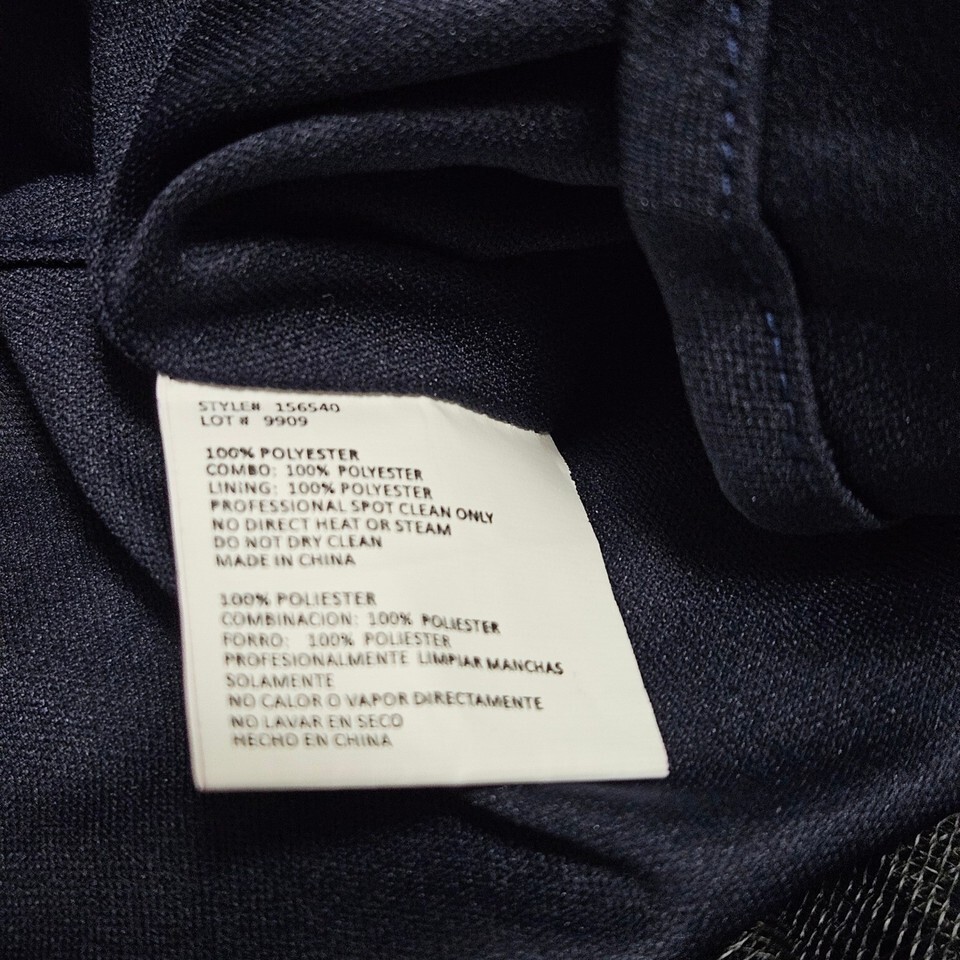 STYLE# 156540
LOT # 9909
100% POLYESTER
COMBO: 100% POLYESTER
LINING: 100% POLYESTER
PROFESSIONAL SPOT CLEAN ONLY
NO DIRECT HEAT OR STEAM
DO NOT DRY CLEAN
MADE IN CHINA
100% POLIESTER
COMBINACION: 100% POLIESTER
FORRO: 100% POLIESTER
PROFESIONALMENTE LIMPIAR MANCHAS
SOLAMENTE
NO CALOR O VAPOR DIRECTAMENTE
NO LAVAR EN SECO
HECHO EN CHINA